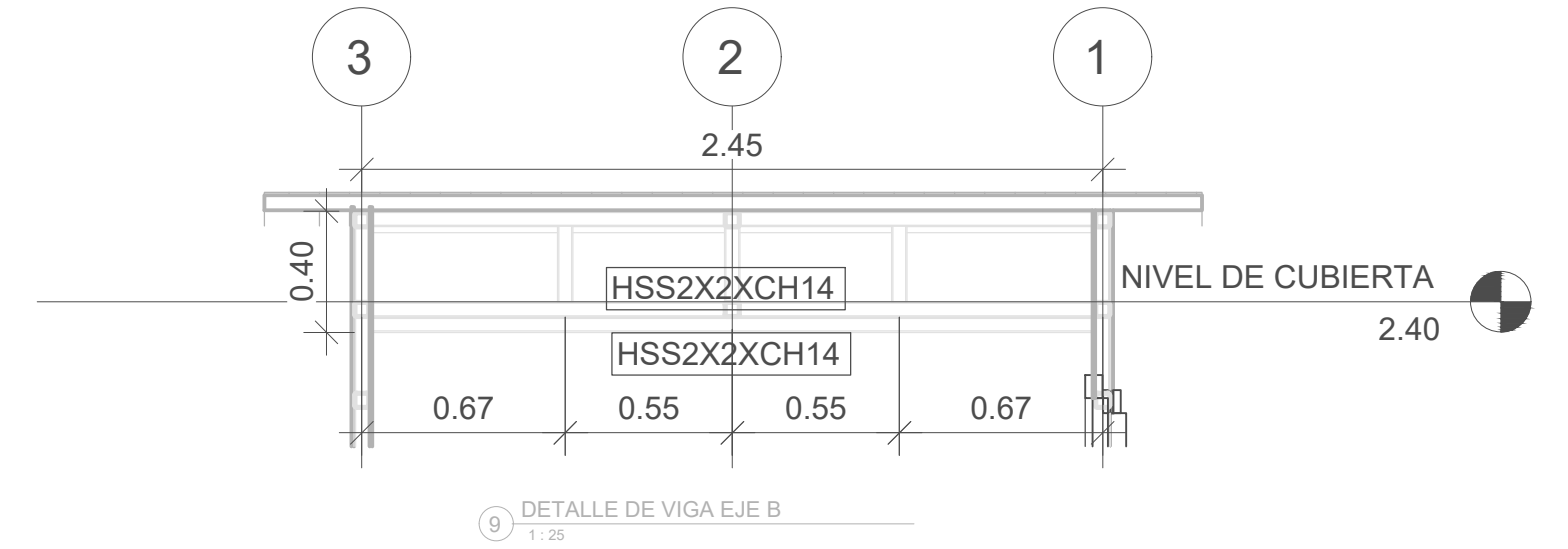 3
2
1
2.45
0.40
HSS2X2XCH14
NIVEL DE CUBIERTA
2.40
HSS2X2XCH14
0.67
0.55
0.55
0.67
9
DETALLE DE VIGA EJE B
1 : 25